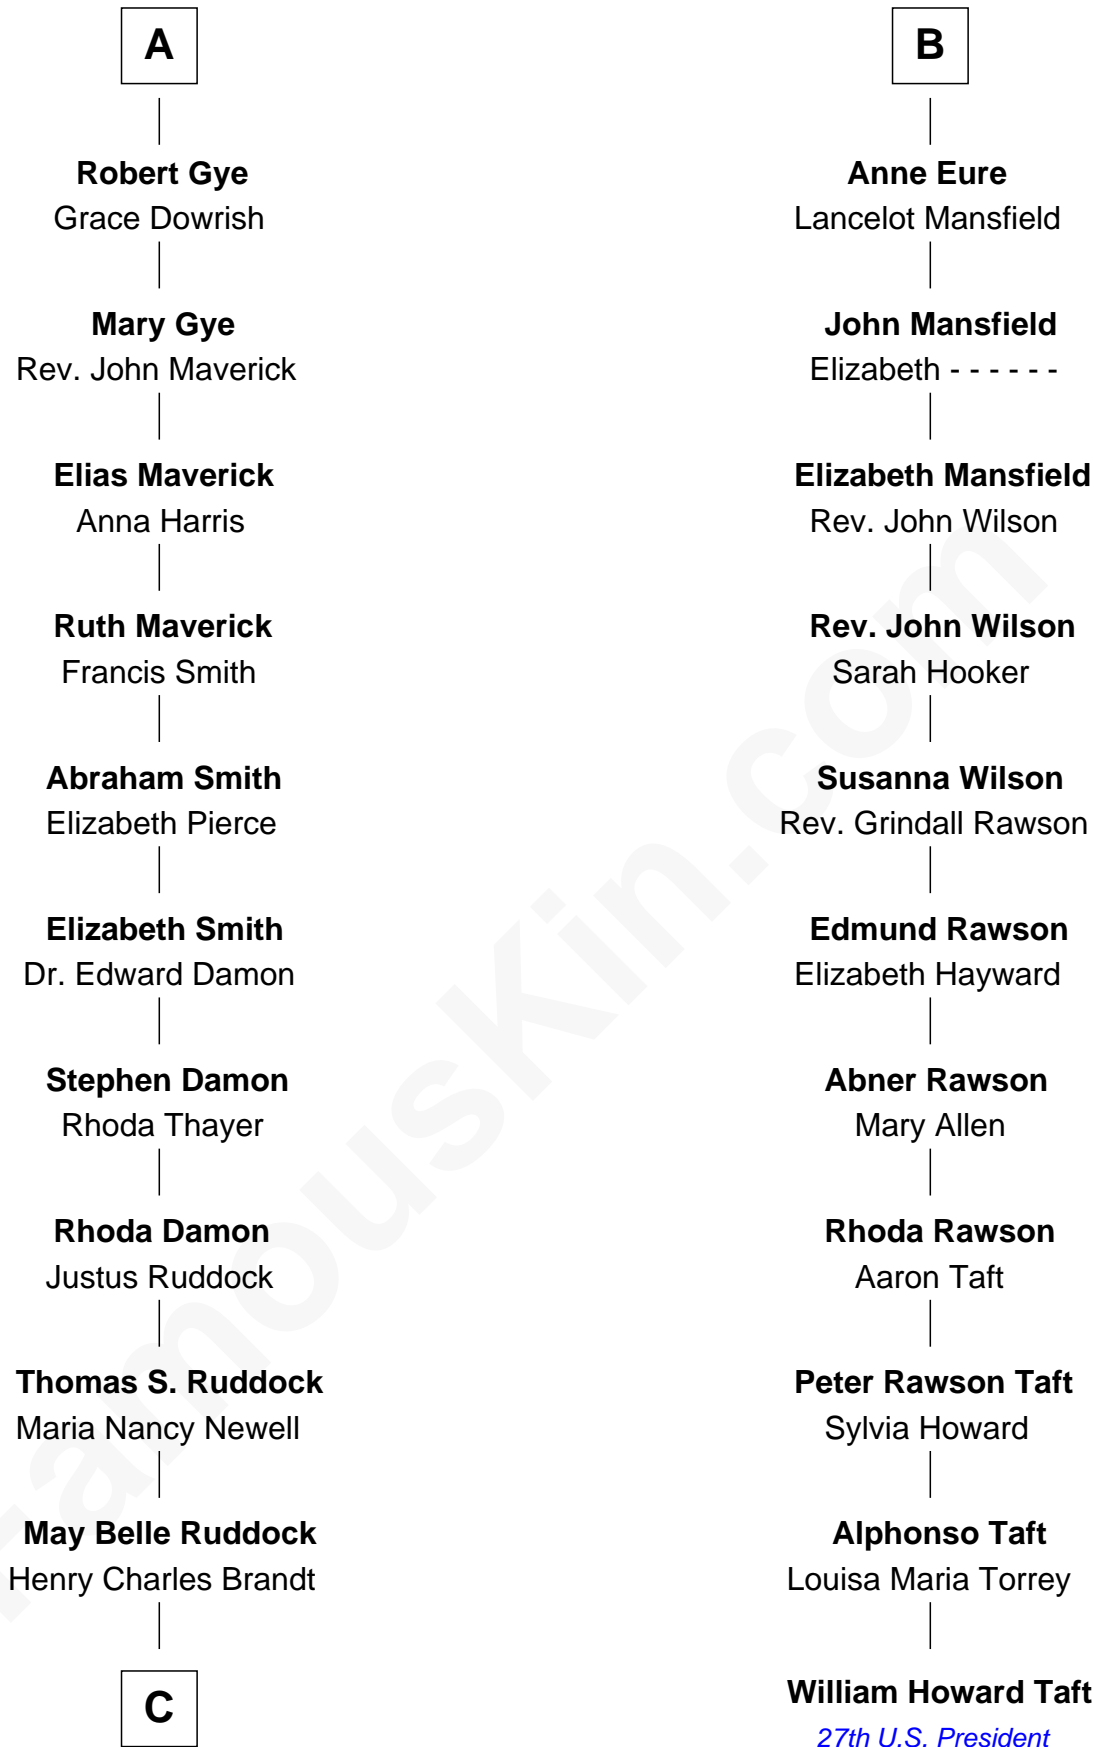 A
Robert Gye
Grace Dowrish
Mary Gye
Rev. John Maverick
Elias Maverick
Anna Harris
Ruth Maverick
Francis Smith
Abraham Smith
Elizabeth Pierce
Elizabeth Smith
Dr. Edward Damon
Stephen Damon
Rhoda Thayer
Rhoda Damon
Justus Ruddock
Thomas S. Ruddock
Maria Nancy Newell
May Belle Ruddock
Henry Charles Brandt
C
B
Anne Eure
Lancelot Mansfield
John Mansfield
Elizabeth - - - - - -
Elizabeth Mansfield
Rev. John Wilson
Rev. John Wilson
Sarah Hooker
Susanna Wilson
Rev. Grindall Rawson
Edmund Rawson
Elizabeth Hayward
Abner Rawson
Mary Allen
Rhoda Rawson
Aaron Taft
Peter Rawson Taft
Sylvia Howard
Alphonso Taft
Louisa Maria Torrey
William Howard Taft
27th U.S. President
FamousKin.com